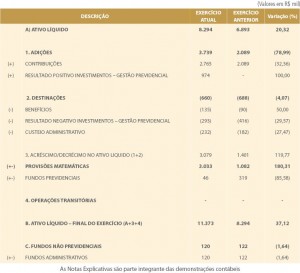 (Valores em R$ mil)
DESCRIÇÃO EXERCÍCIO ATUAL EXERCÍCIO ANTERIOR Variação (%)
A) ATIVO LÍQUIDO 8.294 6.893 20,32
1. ADIÇÕES 3.739 2.089 (78,99)
(+) CONTRIBUIÇÕES 2.765 2.089 (32,36)
(+) RESULTADO POSITIVO INVESTIMENTOS – GESTÃO PREVIDENCIAL 974 - 100,00
2. DESTINAÇÕES (660) (688) (4,07)
(-) BENEFÍCIOS (135) (90) 50,00
(-) RESULTADO NEGATIVO INVESTIMENTOS – GESTÃO PREVIDENCIAL (293) (416) (29,57)
(-) CUSTEIO ADMINISTRATIVO (232) (182) (27,47)
3. ACRÉSCIMO/DECRÉSCIMO NO ATIVO LÍQUIDO (1+2) 3.079 1.401 119,77
(+-) PROVISÕES MATEMÁTICAS 3.033 1.082 180,31
(+-) FUNDOS PREVIDENCIAIS 46 319 (85,58)
4. OPERAÇÕES TRANSITÓRIAS - - -
B. ATIVO LÍQUIDO – FINAL DO EXERCÍCIO (A+3+4) 11.373 8.294 37,12
C. FUNDOS NÃO PREVIDENCIAIS 120 122 (1,64)
(+-) FUNDOS ADMINISTRATIVOS 120 122 (1,64)
As Notas Explicativas são parte integrante das demonstrações contábeis